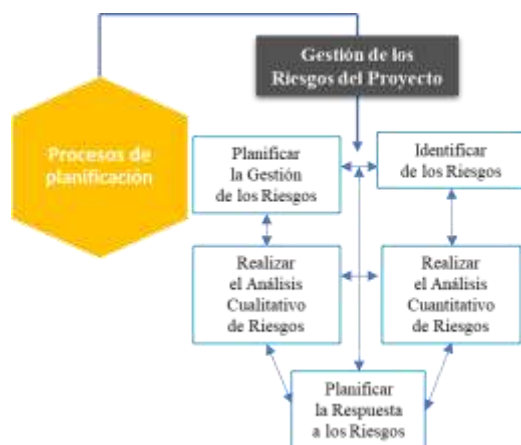 Gestión de los
Riesgos del Proyecto
Procesos de
planificación
Planificar
la Gestión
de los Riesgos
Identificar
de los Riesgos
Realizar
el Análisis
Cualitativo
de Riesgos
Realizar
el Análisis
Cuantitativo
de Riesgos
Planificar
la Respuesta
a los Riesgos